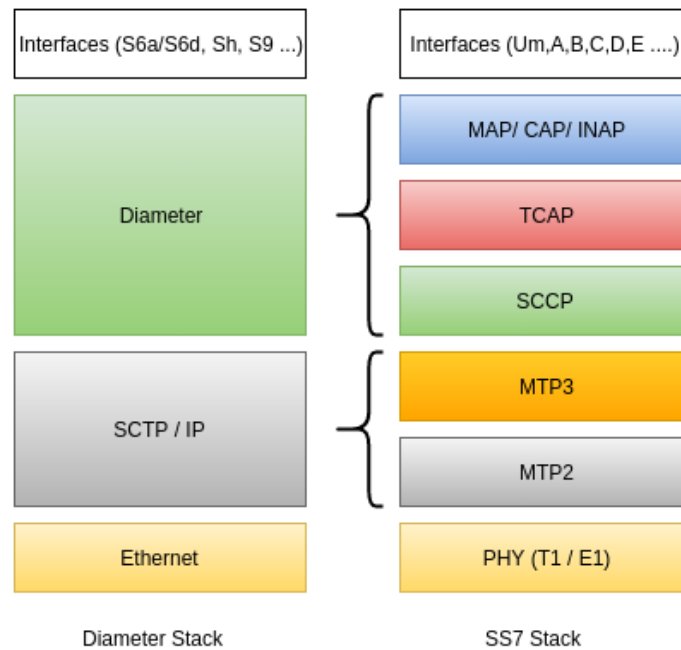 Interfaces (S6a/S6d, Sh, S9 ...)
Interfaces (Um,A,B,C,D,E ....)
Diameter
MAP/ CAP/ INAP
TCAP
SCCP
SCTP / IP
MTP3
MTP2
Ethernet
PHY (T1 / E1)
Diameter Stack
SS7 Stack